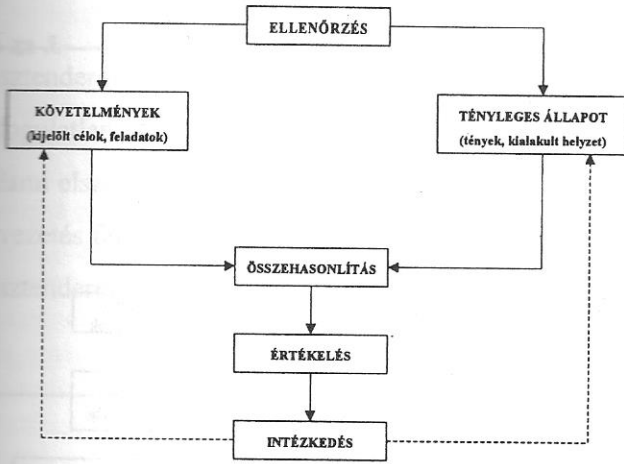 ELLENŐRZÉS
KÖVETELMÉNYEK
(kijelölt célok, feladatok)
TÉNYLEGES ÁLLAPOT
(tények, kialakult helyzet)
ÖSSZEHASONLÍTÁS
ÉRTÉKELÉS
INTÉZKEDÉS